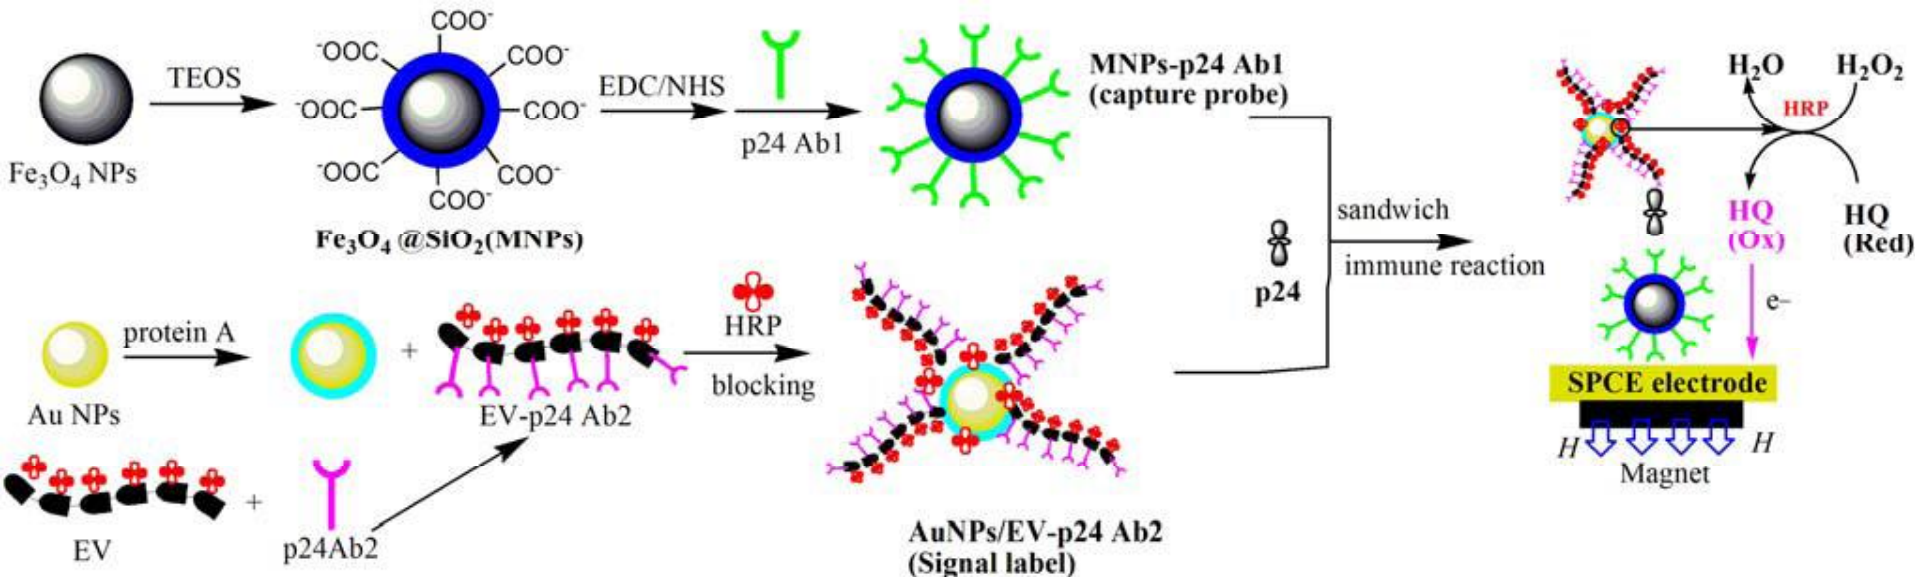 Fe₃O₄ NPs
TEOS
COO⁻
⁻OOC
COO⁻
⁻OOC
COO⁻
⁻OOC
COO⁻
COO⁻
Fe₃O₄ @SiO₂(MNPs)
EDC/NHS
p24 Ab1
MNPs-p24 Ab1
(capture probe)
Au NPs
protein A
+
EV-p24 Ab2
HRP
blocking
EV
+
p24Ab2
AuNPs/EV-p24 Ab2
(Signal label)
p24
sandwich
immune reaction
H₂O
H₂O₂
HRP
HQ
(Ox)
HQ
(Red)
e–
SPCE electrode
H
H
Magnet